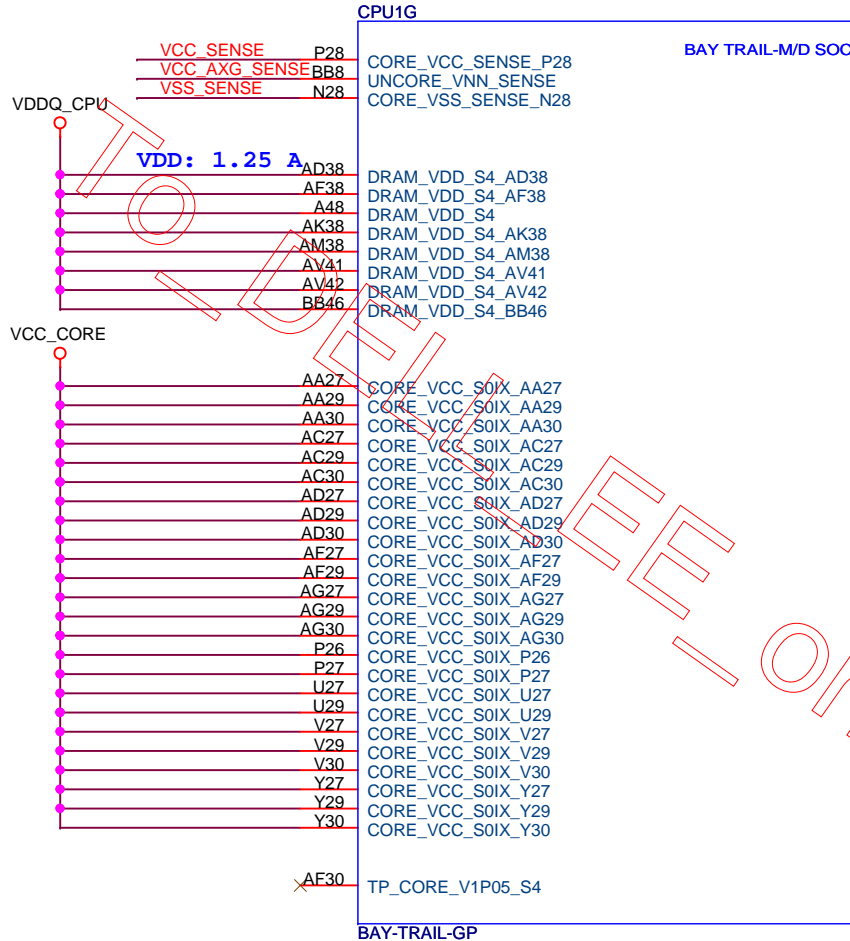 CPU1G
BAY TRAIL-M/D SOC
VCC_SENSE P28 CORE_VCC_SENSE_P28
VCC_AXG_SENSE BB8 UNCORE_VNN_SENSE
VSS_SENSE N28 CORE_VSS_SENSE_N28
VDDQ_CPU
VDD: 1.25 A
AD38 DRAM_VDD_S4_AD38
AF38 DRAM_VDD_S4_AF38
A48 DRAM_VDD_S4
AK38 DRAM_VDD_S4_AK38
AM38 DRAM_VDD_S4_AM38
AV41 DRAM_VDD_S4_AV41
AV42 DRAM_VDD_S4_AV42
BB46 DRAM_VDD_S4_BB46
VCC_CORE
AA27 CORE_VCC_S0IX_AA27
AA29 CORE_VCC_S0IX_AA29
AA30 CORE_VCC_S0IX_AA30
AC27 CORE_VCC_S0IX_AC27
AC29 CORE_VCC_S0IX_AC29
AC30 CORE_VCC_S0IX_AC30
AD27 CORE_VCC_S0IX_AD27
AD29 CORE_VCC_S0IX_AD29
AD30 CORE_VCC_S0IX_AD30
AF27 CORE_VCC_S0IX_AF27
AF29 CORE_VCC_S0IX_AF29
AG27 CORE_VCC_S0IX_AG27
AG29 CORE_VCC_S0IX_AG29
AG30 CORE_VCC_S0IX_AG30
P26 CORE_VCC_S0IX_P26
P27 CORE_VCC_S0IX_P27
U27 CORE_VCC_S0IX_U27
U29 CORE_VCC_S0IX_U29
V27 CORE_VCC_S0IX_V27
V29 CORE_VCC_S0IX_V29
V30 CORE_VCC_S0IX_V30
Y27 CORE_VCC_S0IX_Y27
Y29 CORE_VCC_S0IX_Y29
Y30 CORE_VCC_S0IX_Y30
AF30 TP_CORE_V1P05_S4
BAY-TRAIL-GP
To_DELL_EE_